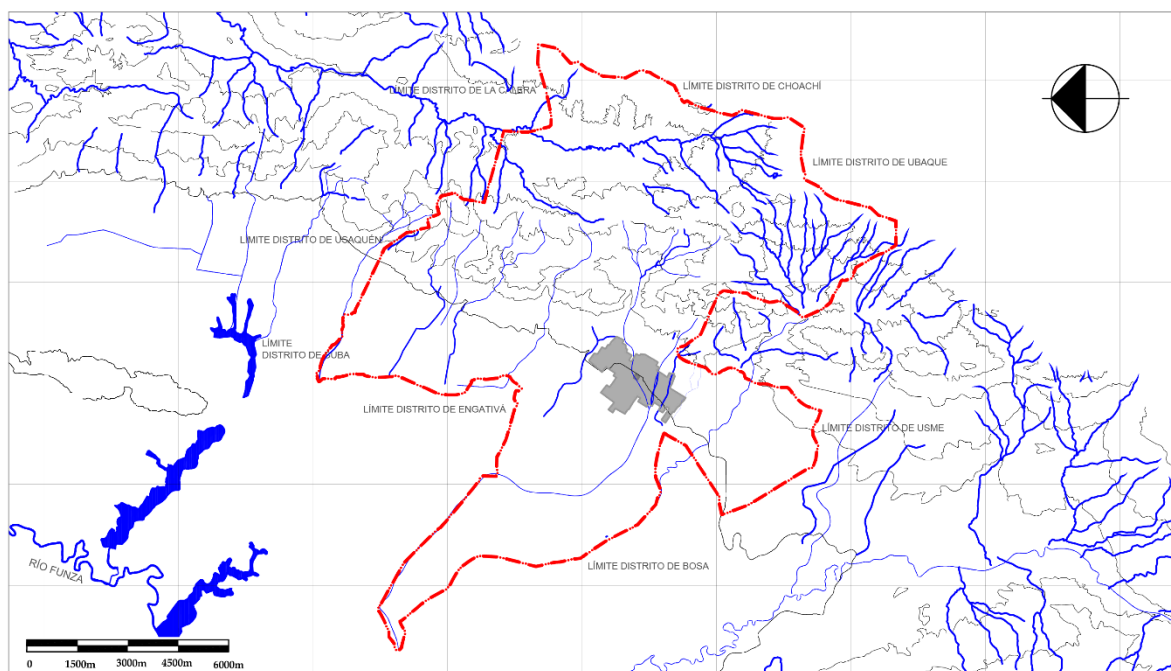 LÍMITE DISTRITO DE LA CALERA
LÍMITE DISTRITO DE CHOACHÍ
LÍMITE DISTRITO DE UBAQUE
LÍMITE DISTRITO DE USAQUÉN
LÍMITE
DISTRITO DE SUBA
LÍMITE DISTRITO DE ENGATIVÁ
LÍMITE DISTRITO DE USME
LÍMITE DISTRITO DE BOSA
RÍO FUNZA
0 1500m 3000m 4500m 6000m